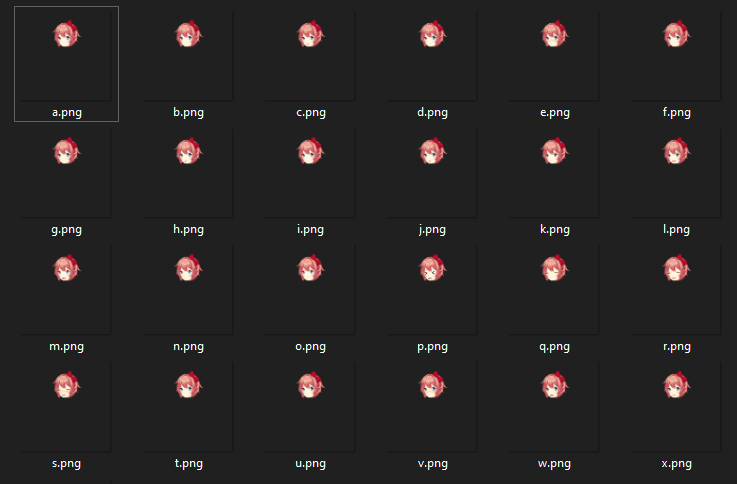 a.png b.png c.png d.png e.png f.png
g.png h.png i.png j.png k.png l.png
m.png n.png o.png p.png q.png r.png
s.png t.png u.png v.png w.png x.png